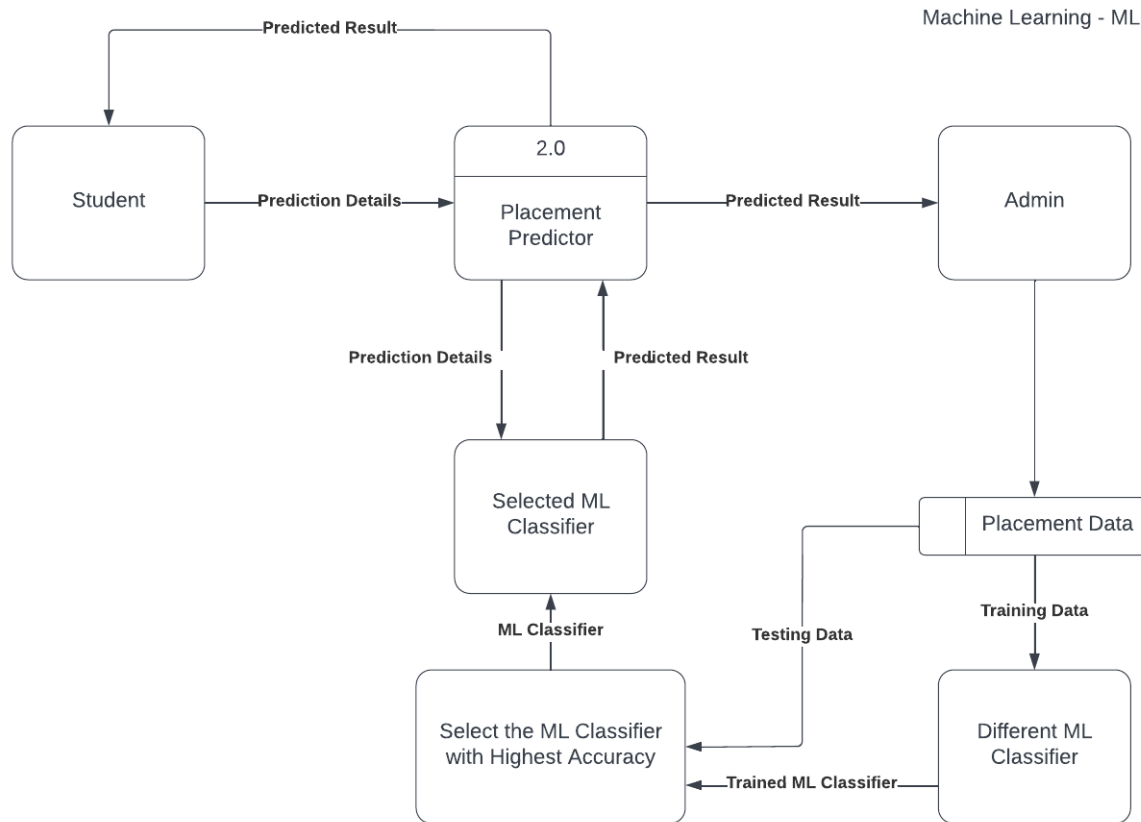 Machine Learning - ML
Predicted Result
Student
Prediction Details
2.0
Placement
Predictor
Predicted Result
Admin
Prediction Details
Predicted Result
Selected ML
Classifier
Placement Data
ML Classifier
Testing Data
Training Data
Select the ML Classifier
with Highest Accuracy
Different ML
Classifier
Trained ML Classifier